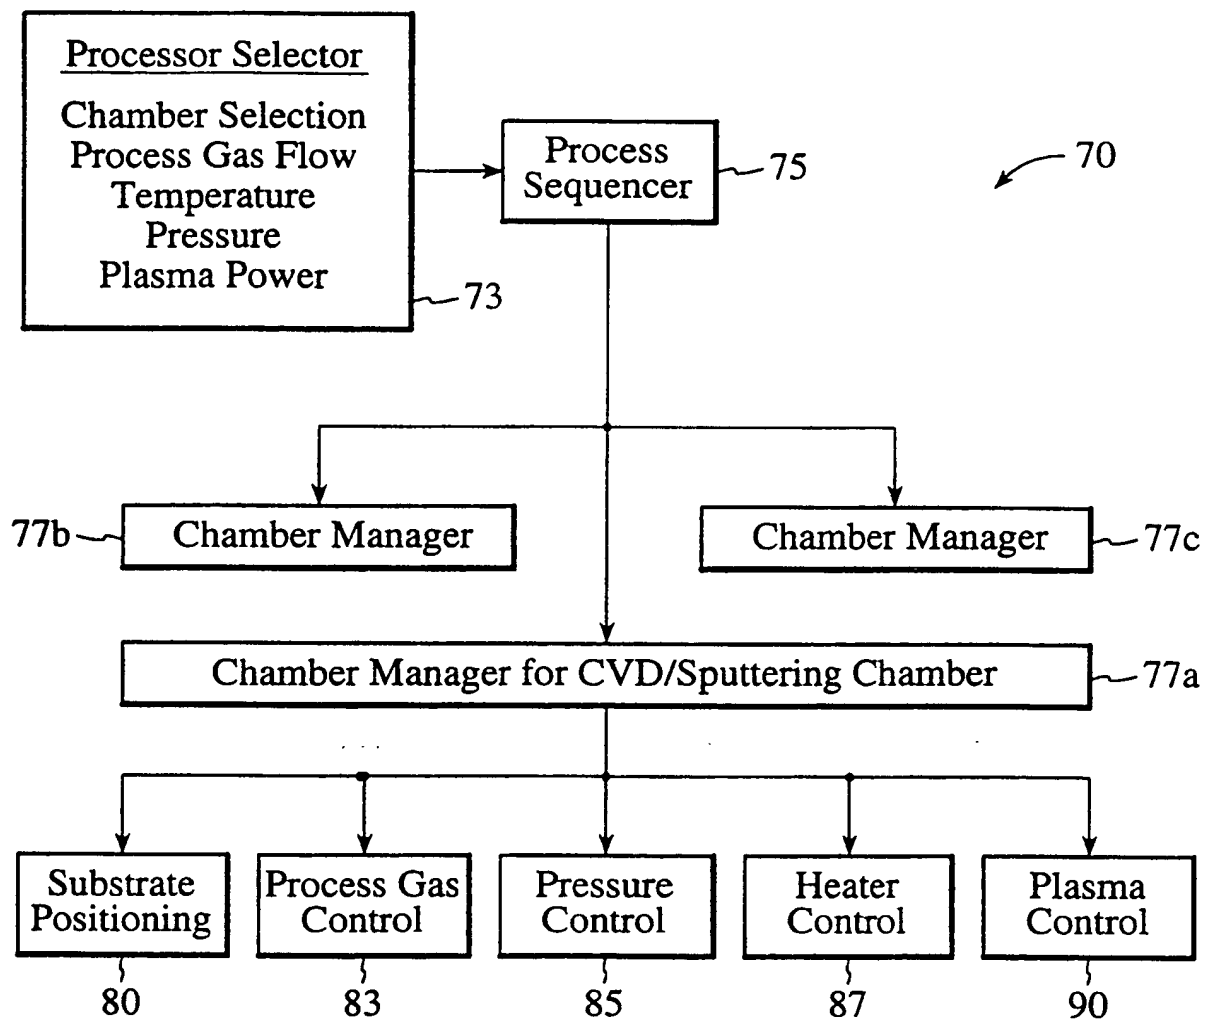 Processor Selector
Chamber Selection
Process Gas Flow
Temperature
Pressure
Plasma Power
73
Process
Sequencer
75
70
77b
Chamber Manager
Chamber Manager
77c
Chamber Manager for CVD/Sputtering Chamber
77a
Substrate
Positioning
Process Gas
Control
Pressure
Control
Heater
Control
Plasma
Control
80
83
85
87
90